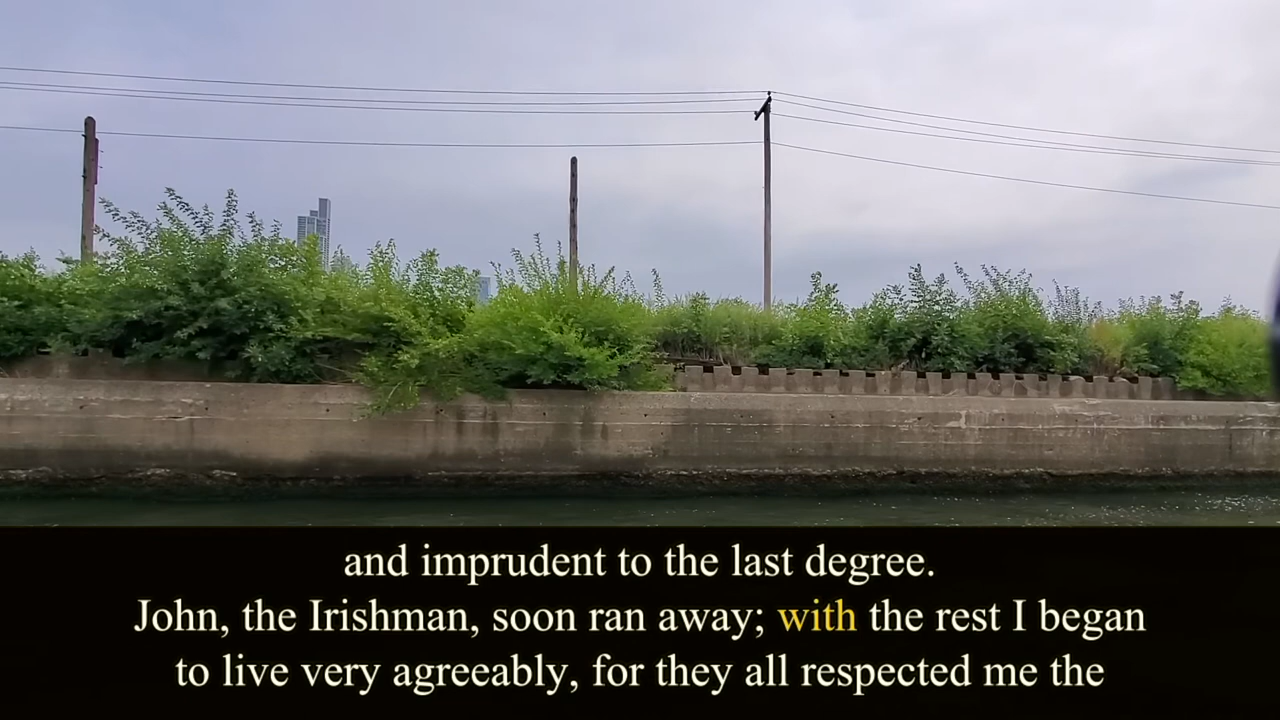 and imprudent to the last degree.
John, the Irishman, soon ran away; with the rest I began
to live very agreeably, for they all respected me the